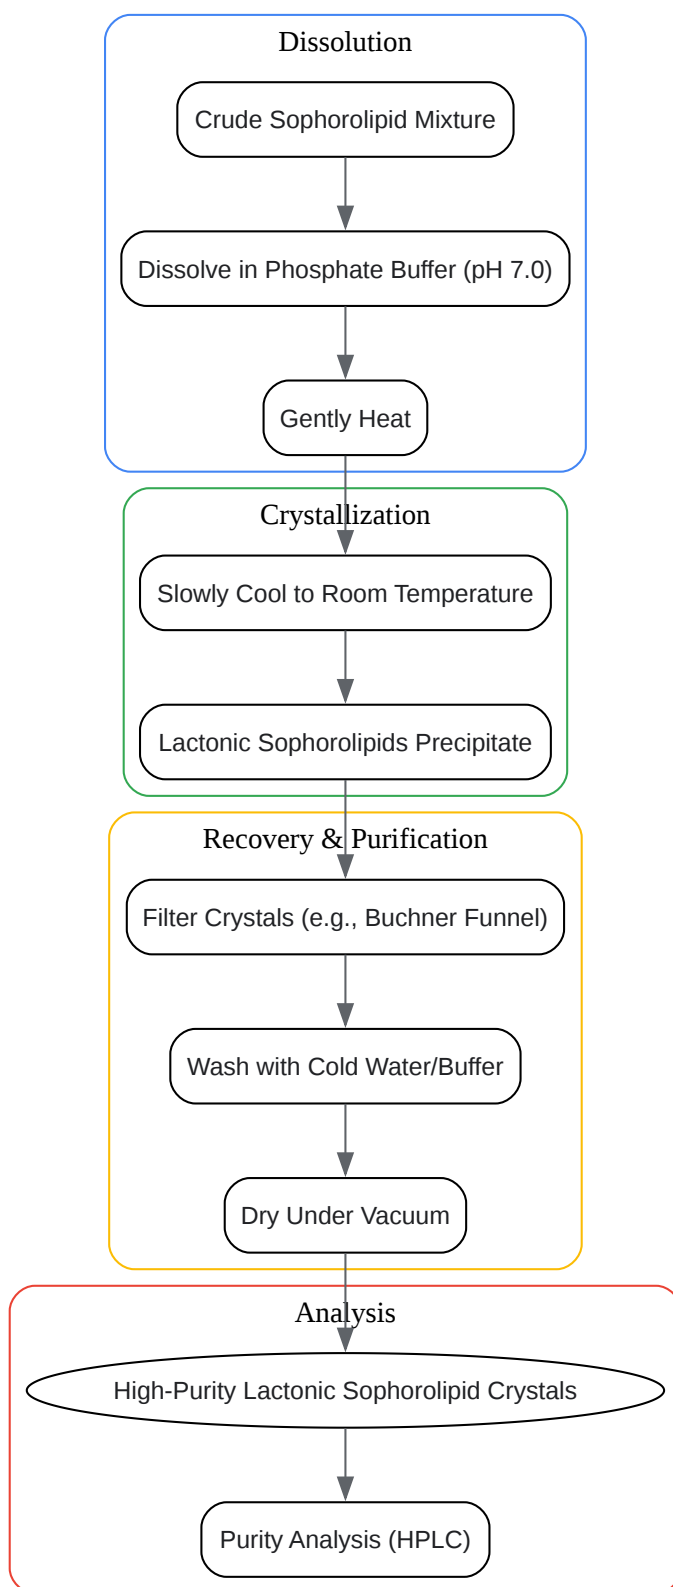 Dissolution
Crude Sophorolipid Mixture
Dissolve in Phosphate Buffer (pH 7.0)
Gently Heat
Crystallization
Slowly Cool to Room Temperature
Lactonic Sophorolipids Precipitate
Recovery & Purification
Filter Crystals (e.g., Buchner Funnel)
Wash with Cold Water/Buffer
Dry Under Vacuum
Analysis
High-Purity Lactonic Sophorolipid Crystals
Purity Analysis (HPLC)